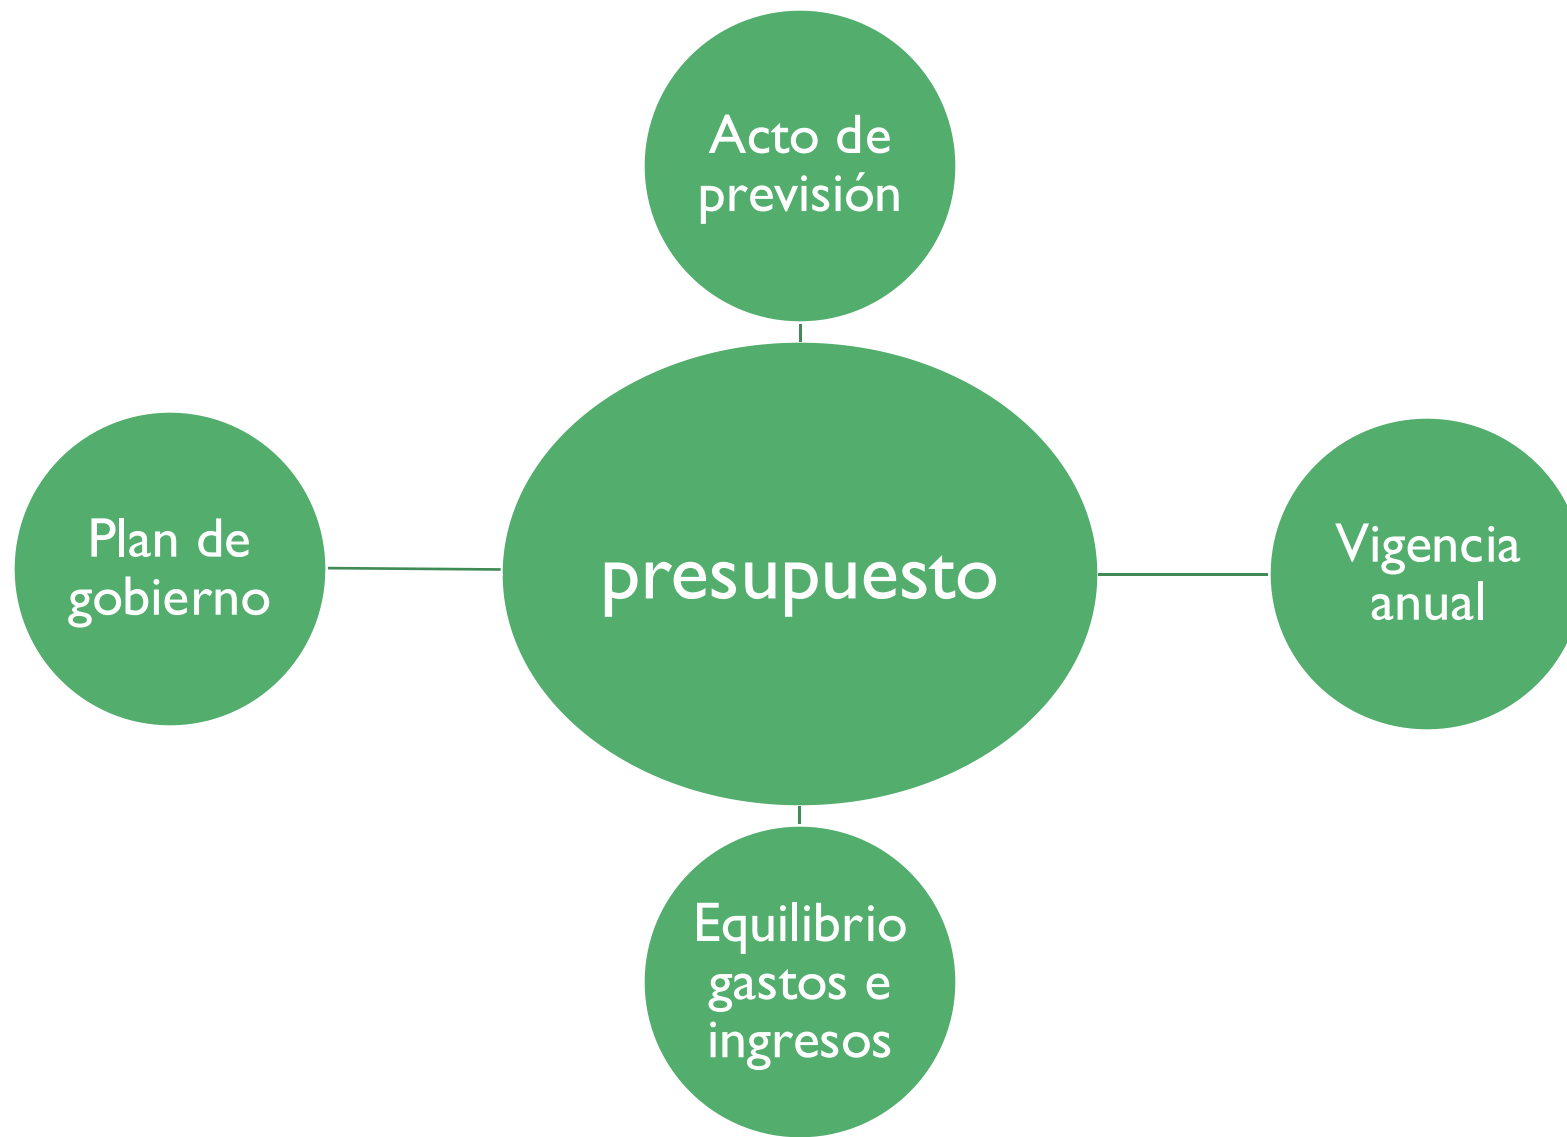 Acto de
previsión
Plan de
gobierno
presupuesto
Vigencia
anual
Equilibrio
gastos e
ingresos